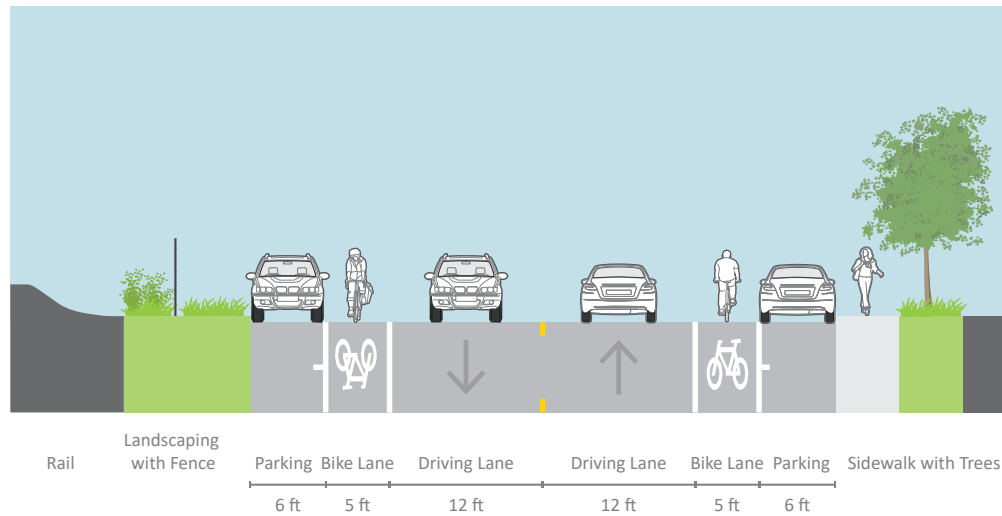 Rail
Landscaping
with Fence
Parking
Bike Lane
Driving Lane
Driving Lane
Bike Lane
Parking
Sidewalk with Trees
6 ft
5 ft
12 ft
12 ft
5 ft
6 ft